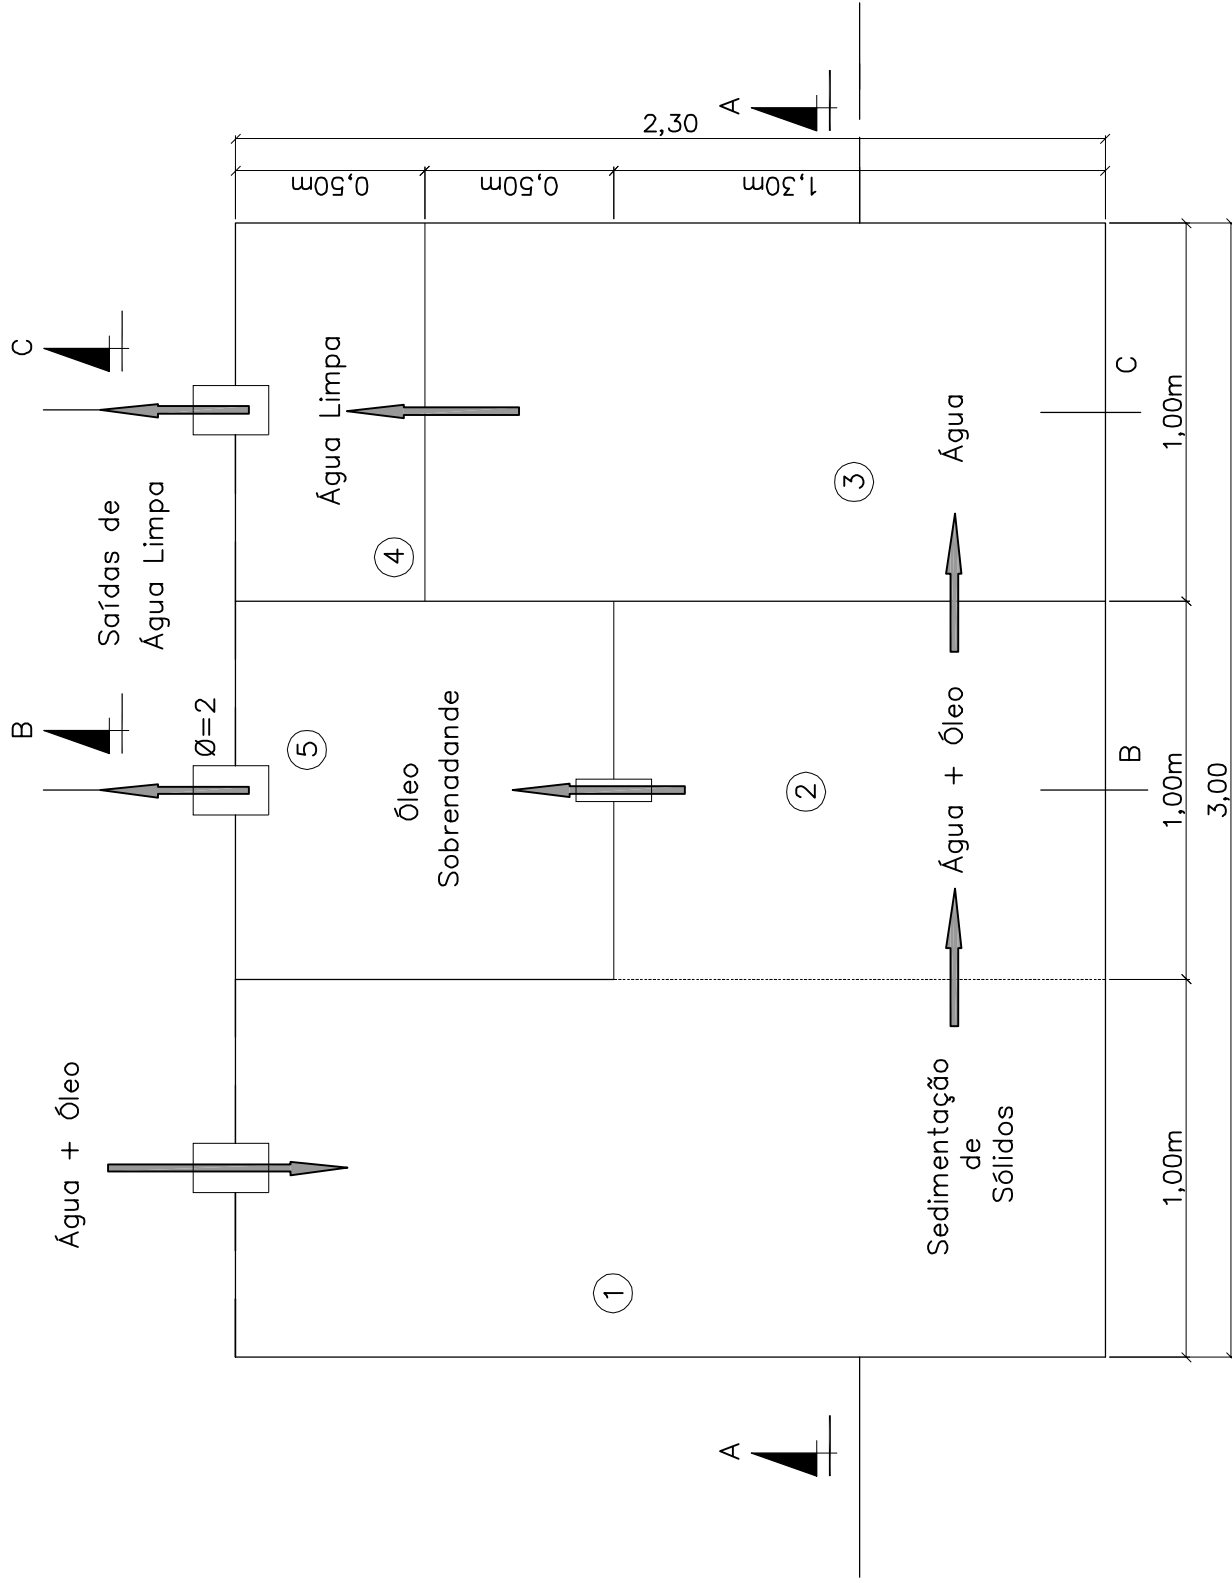 Água + Óleo
Saídas de
Água Limpa
B
C
Ø=2
A
A
1
Sedimentação
de
Sólidos
5
Óleo
Sobrenadande
2
Água + Óleo
4
Água Limpa
3
Água
B
C
0,50m
0,50m
1,30m
2,30
1,00m
1,00m
1,00m
3,00